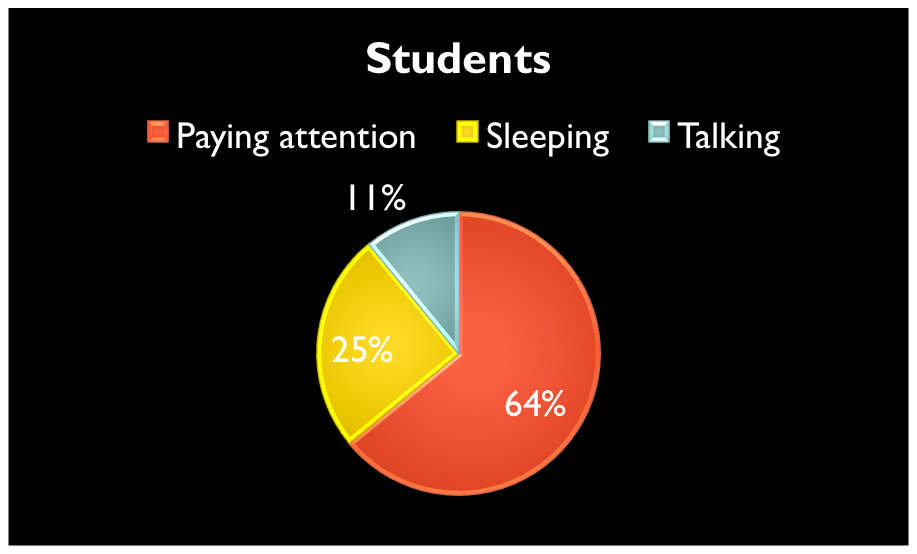 Students
Paying attention Sleeping Talking
11%
25%
64%